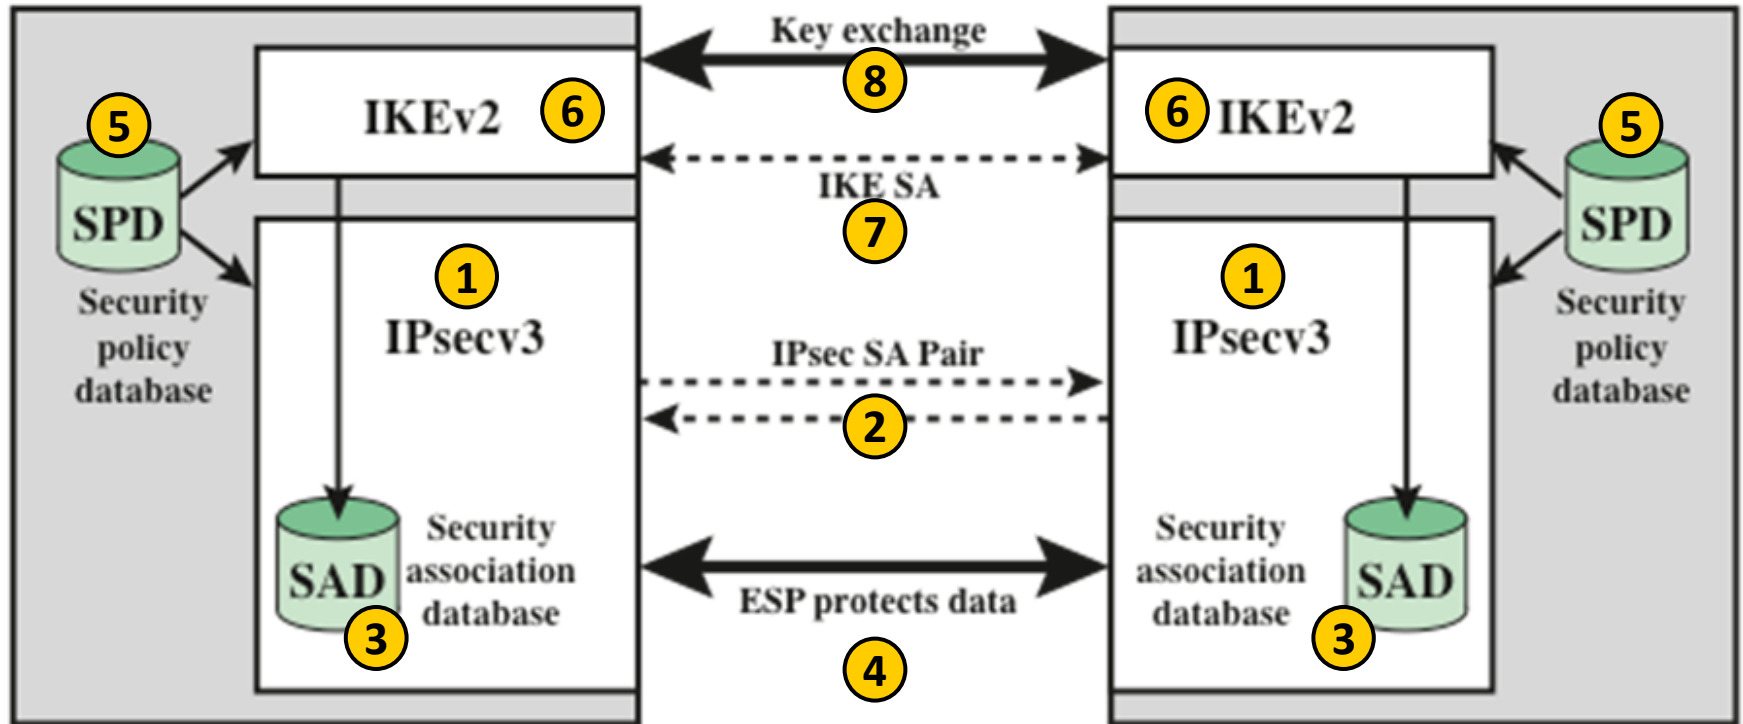 Key exchange
8
IKEv2
6
6
IKEv2
5
5
SPD
SPD
IKE SA
7
Security
policy
database
Security
policy
database
1
1
IPsecv3
IPsecv3
IPsec SA Pair
2
SAD
Security
association
database
3
Security
association
database
SAD
3
ESP protects data
4